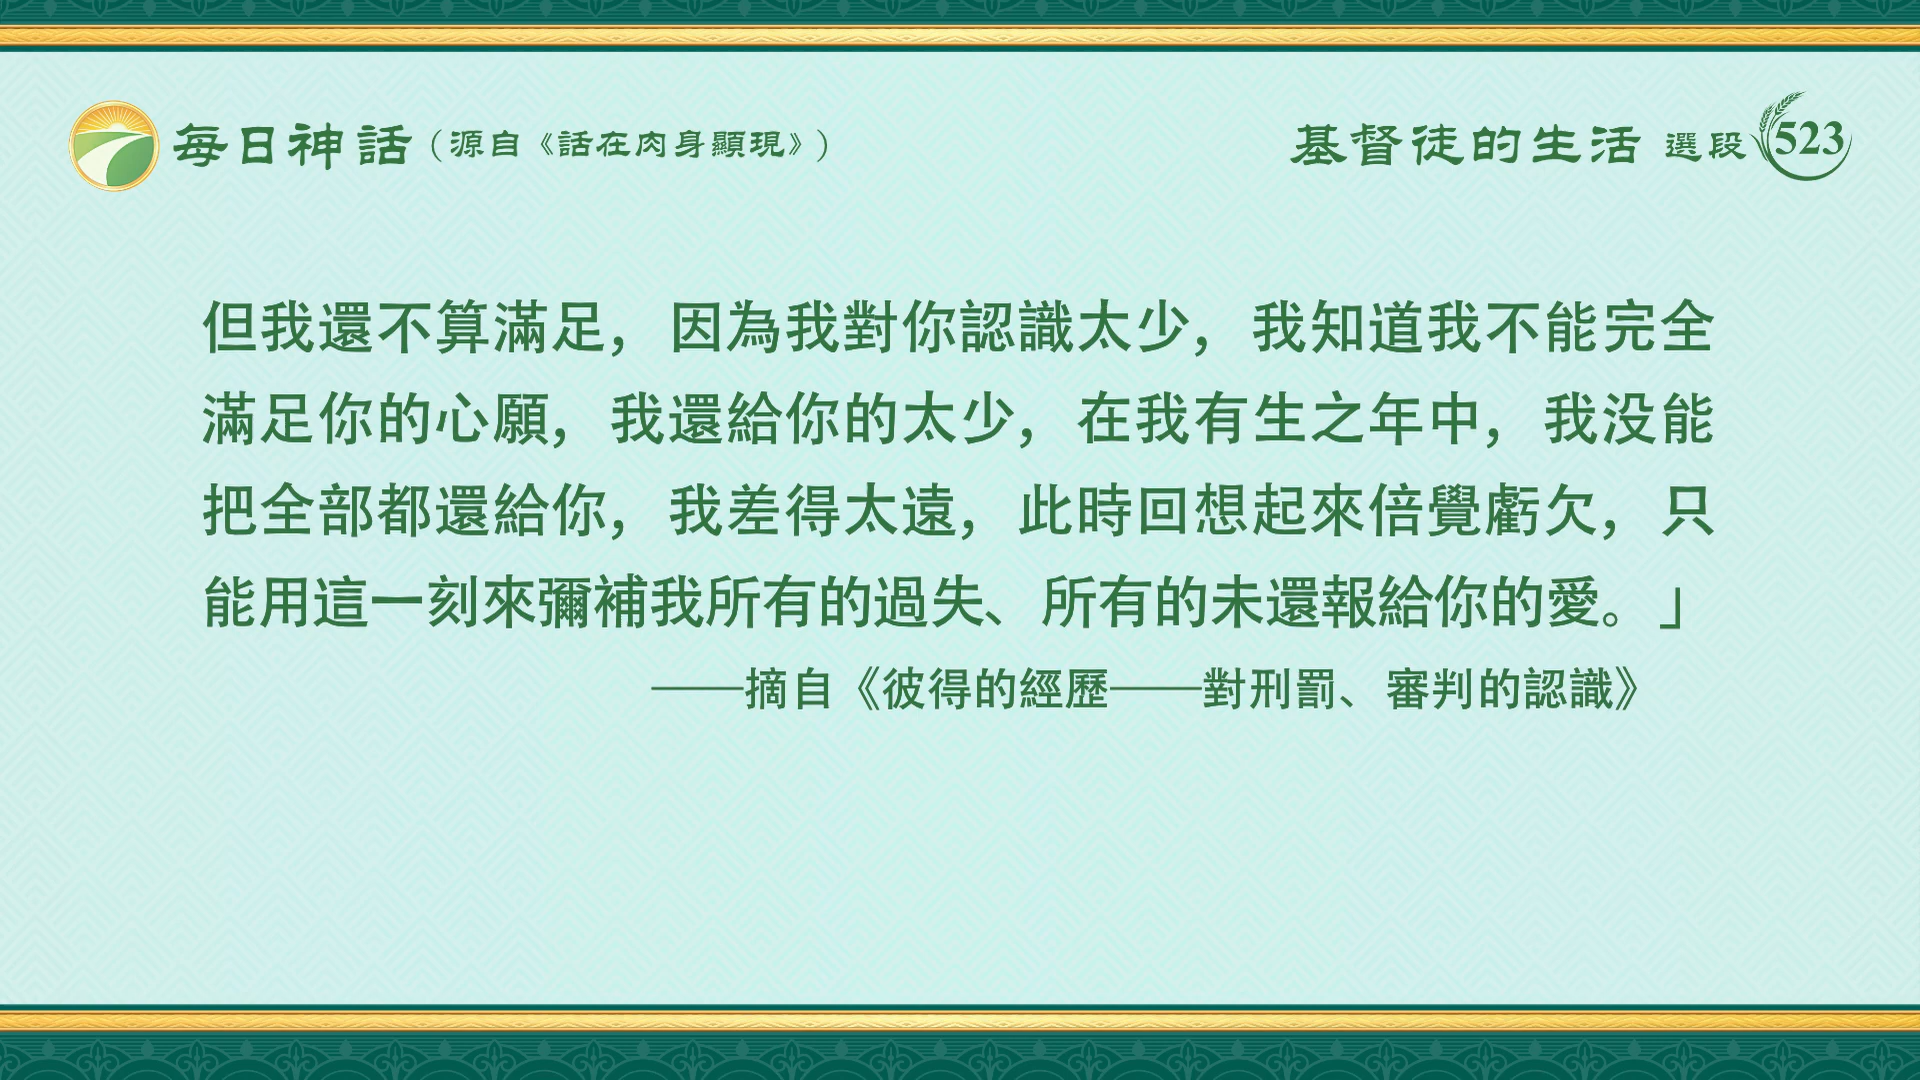 每日神話（源自《話在肉身顯現》）
基督徒的生活 選段 523
但我還不算滿足，因為我對你認識太少，我知道我不能完全
滿足你的心願，我還給你的太少，在我有生之年中，我没能
把全部都還給你，我差得太遠，此時回想起來倍覺虧欠，只
能用這一刻來彌補我所有的過失、所有的未還報給你的愛。」
——摘自《彼得的經歷——對刑罰、審判的認識》